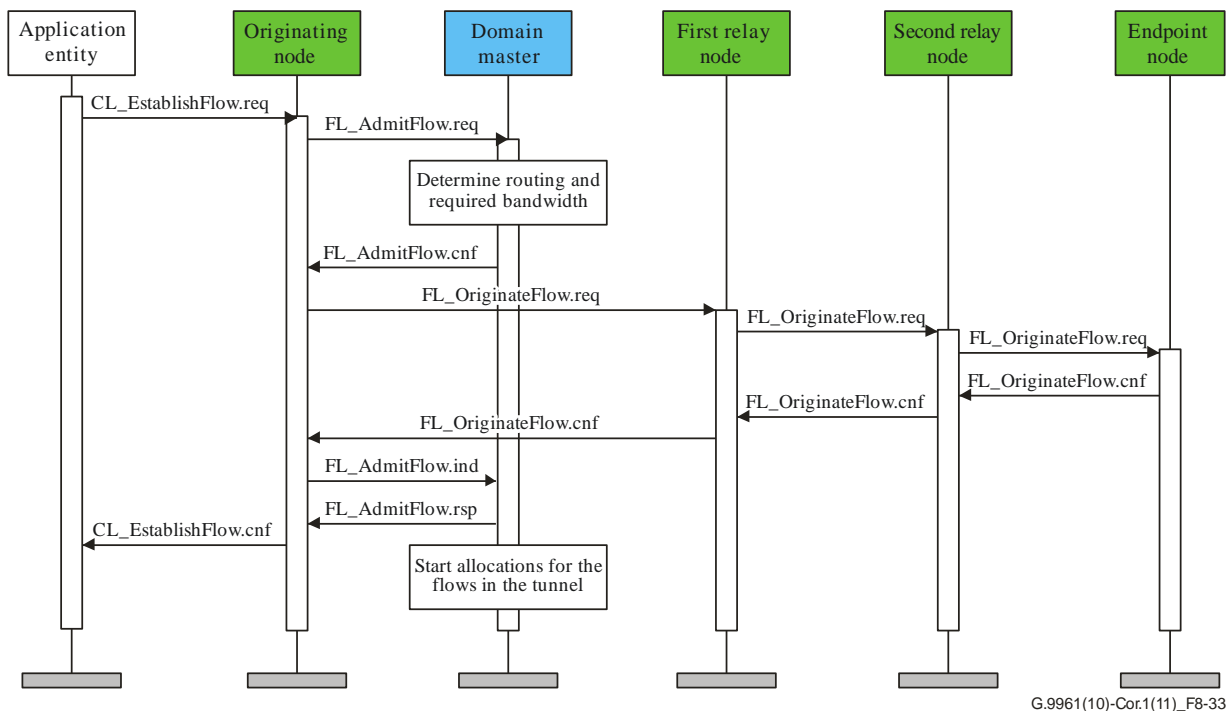 Application
entity
Originating
node
Domain
master
First relay
node
Second relay
node
Endpoint
node
CL_EstablishFlow.req
FL_AdmitFlow.req
Determine routing and
required bandwidth
FL_AdmitFlow.cnf
FL_OriginateFlow.req
FL_OriginateFlow.req
FL_OriginateFlow.req
FL_OriginateFlow.cnf
FL_OriginateFlow.cnf
FL_OriginateFlow.cnf
FL_AdmitFlow.ind
FL_AdmitFlow.rsp
CL_EstablishFlow.cnf
Start allocations for the
flows in the tunnel
G.9961(10)-Cor.1(11)_F8-33